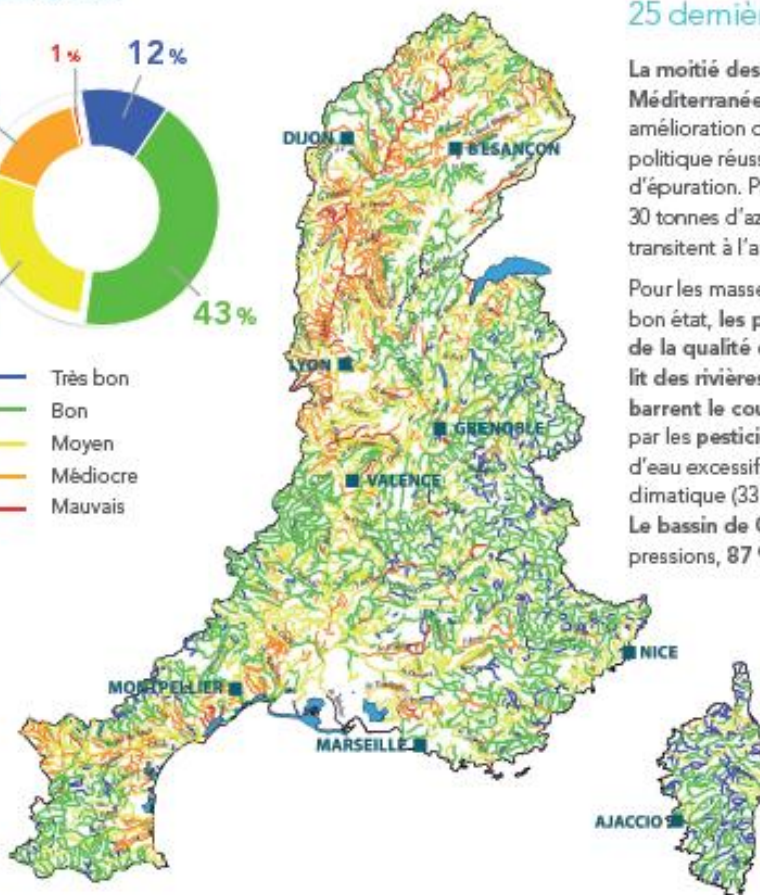 25 dernièr
1 %
12 %
43 %
La moitié des
Méditerranée
amélioration c
politique réuss
d'épuration. P
30 tonnes d'az
transitent à l'a
Pour les masse
bon état, les p
de la qualité
lit des rivières
barrent le cou
par les pestici
d'eau excessif
climatique (33
Le bassin de C
pressions, 87 %
Très bon
Bon
Moyen
Médiocre
Mauvais
DIJON
BESANÇON
LYON
GRENOBLE
VALENCE
NICE
MONTPELLIER
MARSEILLE
AJACCIO